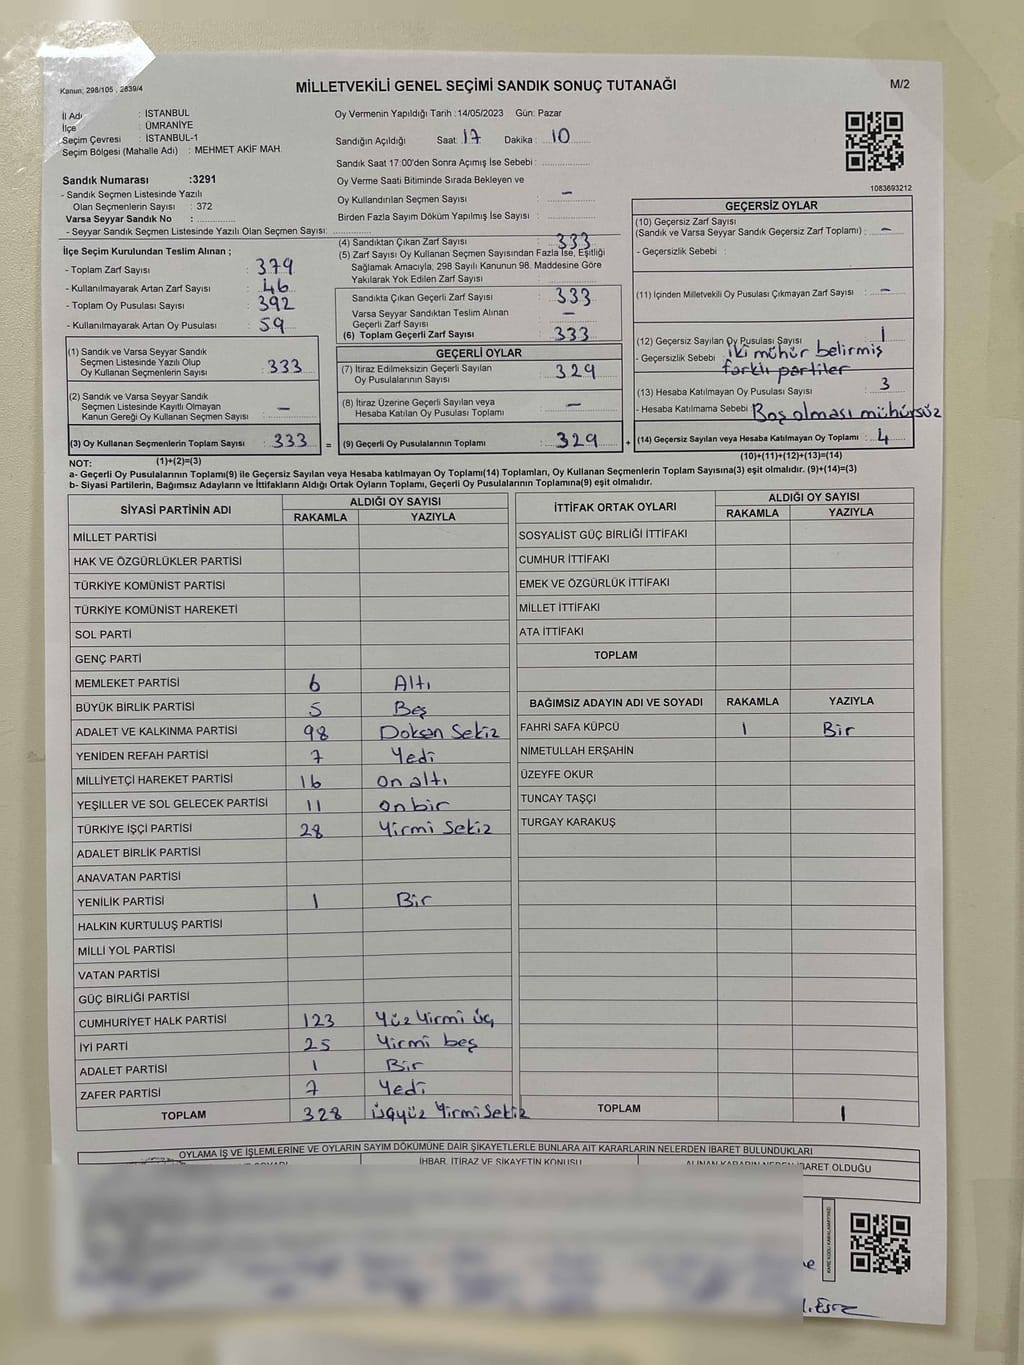 Kanun: 298/105 , 2839/4
MİLLETVEKİLİ GENEL SEÇİMİ SANDIK SONUÇ TUTANAĞI
M/2
İl Adı : İSTANBUL
İlçe : ÜMRANİYE
Seçim Çevresi : İSTANBUL-1
Seçim Bölgesi (Mahalle Adı) : MEHMET AKİF MAH.
Sandık Numarası :3291
- Sandık Seçmen Listesinde Yazılı
Olan Seçmenlerin Sayısı : 372
Varsa Seyyar Sandık No :
- Seyyar Sandık Seçmen Listesinde Yazılı Olan Seçmen Sayısı:
Oy Vermenin Yapıldığı Tarih :14/05/2023 Gün: Pazar
Sandığın Açıldığı Saat: 17 Dakika : 10
Sandık Saat 17:00'den Sonra Açımış İse Sebebi :
Oy Verme Saati Bitiminde Sırada Bekleyen ve
Oy Kullandırılan Seçmen Sayısı : –
Birden Fazla Sayım Döküm Yapılmış İse Sayısı :
1083693212
İlçe Seçim Kurulundan Teslim Alınan ;
- Toplam Zarf Sayısı : 379
- Kullanılmayarak Artan Zarf Sayısı : 46
- Toplam Oy Pusulası Sayısı : 392
- Kullanılmayarak Artan Oy Pusulası : 59
(1) Sandık ve Varsa Seyyar Sandık
Seçmen Listesinde Yazılı Olup
Oy Kullanan Seçmenlerin Sayısı : 333
(2) Sandık ve Varsa Seyyar Sandık
Seçmen Listesinde Kayıtlı Olmayan
Kanun Gereği Oy Kullanan Seçmen Sayısı : –
(3) Oy Kullanan Seçmenlerin Toplam Sayısı : 333 =
(1)+(2)=(3)
(4) Sandıktan Çıkan Zarf Sayısı : 333
(5) Zarf Sayısı Oy Kullanan Seçmen Sayısından Fazla İse, Eşitliği
Sağlamak Amacıyla, 298 Sayılı Kanunun 98. Maddesine Göre
Yakılarak Yok Edilen Zarf Sayısı :
Sandıkta Çıkan Geçerli Zarf Sayısı : 333
Varsa Seyyar Sandıktan Teslim Alınan
Geçerli Zarf Sayısı : –
(6) Toplam Geçerli Zarf Sayısı : 333
GEÇERLİ OYLAR
(7) İtiraz Edilmeksizin Geçerli Sayılan
Oy Pusulalarının Sayısı : 329
(8) İtiraz Üzerine Geçerli Sayılan veya
Hesaba Katılan Oy Pusulası Toplamı : –
(9) Geçerli Oy Pusulalarının Toplamı : 329 +
GEÇERSİZ OYLAR
(10) Geçersiz Zarf Sayısı
(Sandık ve Varsa Seyyar Sandık Geçersiz Zarf Toplamı) : –
- Geçersizlik Sebebi :
(11) İçinden Milletvekili Oy Pusulası Çıkmayan Zarf Sayısı : –
(12) Geçersiz Sayılan Oy Pusulası Sayısı : 1
- Geçersizlik Sebebi : iki mühür belirmiş
farklı partiler
(13) Hesaba Katılmayan Oy Pusulası Sayısı : 3
- Hesaba Katılmama Sebebi : Boş olması mühürsüz
(14) Geçersiz Sayılan veya Hesaba Katılmayan Oy Toplamı : 4
(10)+(11)+(12)+(13)=(14)
NOT:
a- Geçerli Oy Pusulalarının Toplamı(9) ile Geçersiz Sayılan veya Hesaba katılmayan Oy Toplamı(14) Toplamları, Oy Kullanan Seçmenlerin Toplam Sayısına(3) eşit olmalıdır. (9)+(14)=(3)
b- Siyasi Partilerin, Bağımsız Adayların ve İttifakların Aldığı Ortak Oyların Toplamı, Geçerli Oy Pusulalarının Toplamına(9) eşit olmalıdır.
SİYASİ PARTİNİN ADI ALDIĞI OY SAYISI
RAKAMLA YAZIYLA
MİLLET PARTİSİ
HAK VE ÖZGÜRLÜKLER PARTİSİ
TÜRKİYE KOMÜNİST PARTİSİ
TÜRKİYE KOMÜNİST HAREKETİ
SOL PARTİ
GENÇ PARTİ
MEMLEKET PARTİSİ 6 Altı
BÜYÜK BİRLİK PARTİSİ 5 Beş
ADALET VE KALKINMA PARTİSİ 98 Doksan Sekiz
YENİDEN REFAH PARTİSİ 7 Yedi
MİLLİYETÇİ HAREKET PARTİSİ 16 on altı
YEŞİLLER VE SOL GELECEK PARTİSİ 11 on bir
TÜRKİYE İŞÇİ PARTİSİ 28 Yirmi Sekiz
ADALET BİRLİK PARTİSİ
ANAVATAN PARTİSİ
YENİLİK PARTİSİ 1 Bir
HALKIN KURTULUŞ PARTİSİ
MİLLİ YOL PARTİSİ
VATAN PARTİSİ
GÜÇ BİRLİĞİ PARTİSİ
CUMHURİYET HALK PARTİSİ 123 Yüz Yirmi üç
İYİ PARTİ 25 Yirmi beş
ADALET PARTİSİ 1 Bir
ZAFER PARTİSİ 7 Yedi
TOPLAM 328 üçyüz Yirmi Sekiz
İTTİFAK ORTAK OYLARI ALDIĞI OY SAYISI
RAKAMLA YAZIYLA
SOSYALİST GÜÇ BİRLİĞİ İTTİFAKI
CUMHUR İTTİFAKI
EMEK VE ÖZGÜRLÜK İTTİFAKI
MİLLET İTTİFAKI
ATA İTTİFAKI
TOPLAM
BAĞIMSIZ ADAYIN ADI VE SOYADI RAKAMLA YAZIYLA
FAHRİ SAFA KÜPCÜ 1 Bir
NİMETULLAH ERŞAHİN
ÜZEYFE OKUR
TUNCAY TAŞÇI
TURGAY KARAKUŞ
TOPLAM 1
OYLAMA İŞ VE İŞLEMLERİNE VE OYLARIN SAYIM DÖKÜMÜNE DAİR ŞİKAYETLERLE BUNLARA AİT KARARLARIN NELERDEN İBARET BULUNDUKLARI
İHBAR, İTİRAZ VE ŞİKAYETİN KONUSU ALINAN KARARIN NEDEN İBARET OLDUĞU